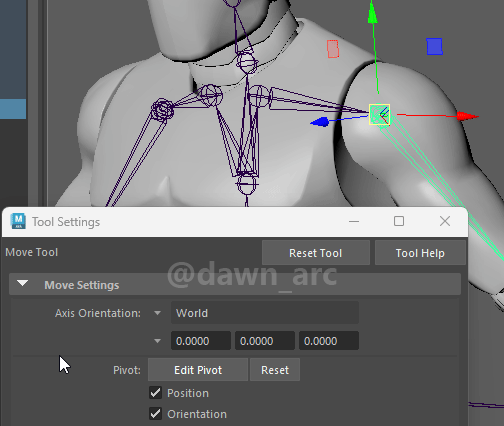 Tool Settings
Move Tool
Reset Tool
Tool Help
@dawn_arc
Move Settings
Axis Orientation:
World
0.0000 0.0000 0.0000
Pivot:
Edit Pivot
Reset
Position
Orientation